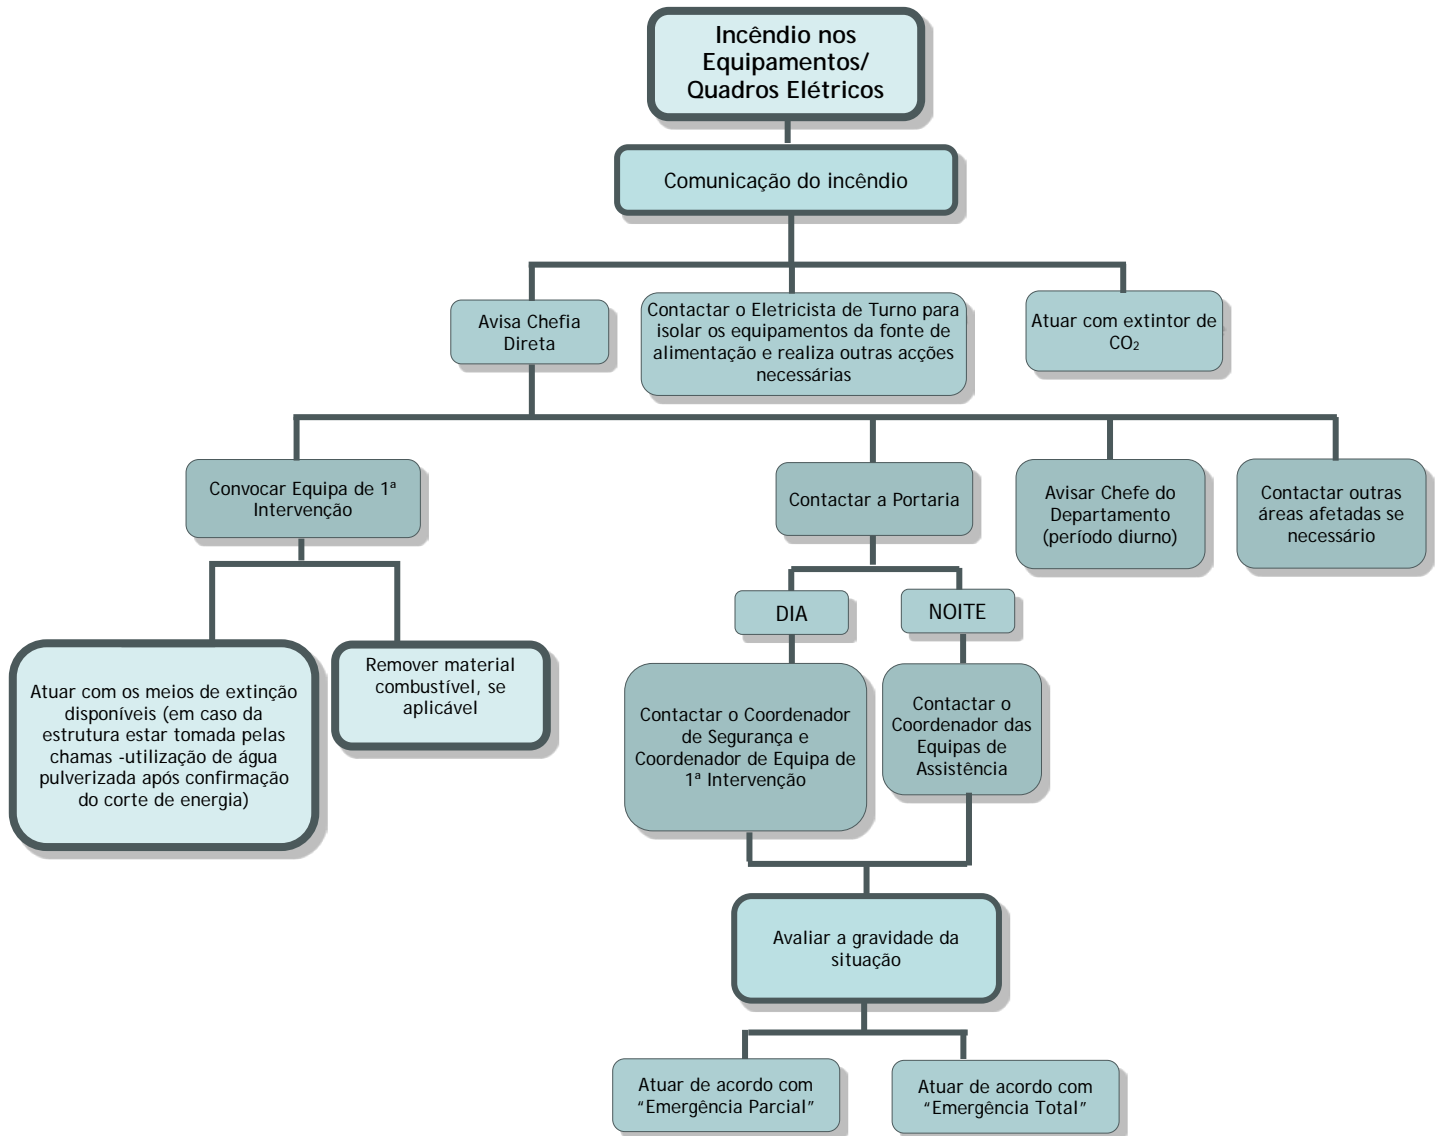 Incêndio nos
Equipamentos/
Quadros Elétricos
Comunicação do incêndio
Avisa Chefia
Direta
Contactar o Eletricista de Turno para
isolar os equipamentos da fonte de
alimentação e realiza outras acções
necessárias
Atuar com extintor de
CO₂
Convocar Equipa de 1ª
Intervenção
Contactar a Portaria
Avisar Chefe do
Departamento
(período diurno)
Contactar outras
áreas afetadas se
necessário
DIA
NOITE
Atuar com os meios de extinção
disponíveis (em caso da
estrutura estar tomada pelas
chamas -utilização de água
pulverizada após confirmação
do corte de energia)
Remover material
combustível, se
aplicável
Contactar o Coordenador
de Segurança e
Coordenador de Equipa de
1ª Intervenção
Contactar o
Coordenador das
Equipas de
Assistência
Avaliar a gravidade da
situação
Atuar de acordo com
“Emergência Parcial”
Atuar de acordo com
“Emergência Total”